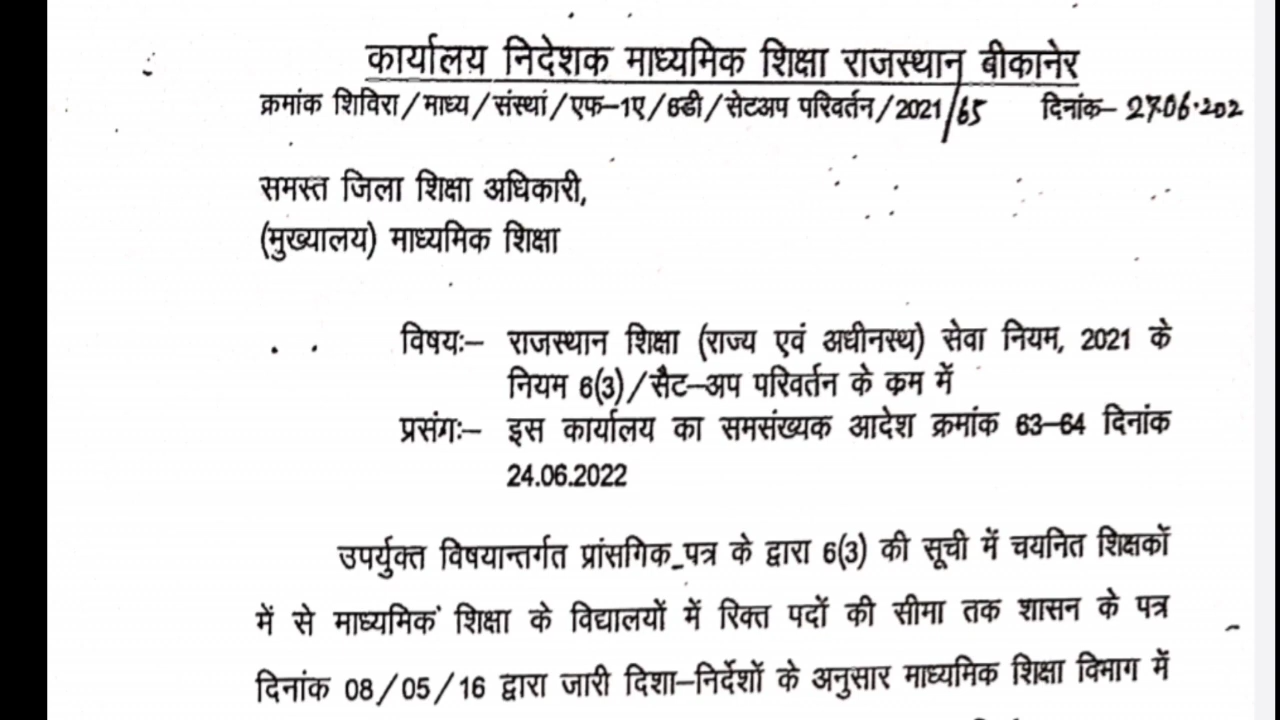 कार्यालय निदेशक माध्यमिक शिक्षा राजस्थान बीकानेर
क्रमांक शिविरा/माध्य/संस्थां/एफ-1ए/6डी/सेटअप परिवर्तन/2021/65 दिनांक- 27.06.202
समस्त जिला शिक्षा अधिकारी,
(मुख्यालय) माध्यमिक शिक्षा
विषयः- राजस्थान शिक्षा (राज्य एवं अधीनस्थ) सेवा नियम, 2021 के
नियम 6(3)/सैट-अप परिवर्तन के कम में
प्रसंगः- इस कार्यालय का समसंख्यक आदेश क्रमांक 63-64 दिनांक
24.06.2022
उपर्युक्त विषयान्तर्गत प्रांसगिक पत्र के द्वारा 6(3) की सूची में चयनित शिक्षकों
में से माध्यमिक शिक्षा के विद्यालयों में रिक्त पदों की सीमा तक शासन के पत्र
दिनांक 08/05/16 द्वारा जारी दिशा-निर्देशों के अनुसार माध्यमिक शिक्षा विभाग में